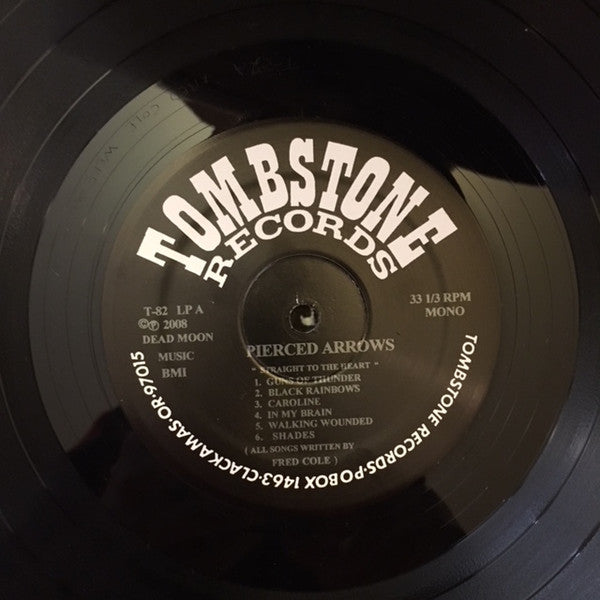 TOMBSTONE
RECORDS
T-82 LP A
©℗ 2008
DEAD MOON
MUSIC
BMI
33 1/3 RPM
MONO
PIERCED ARROWS
" STRAIGHT TO THE HEART "
1. GUNS OF THUNDER
2. BLACK RAINBOWS
3. CAROLINE
4. IN MY BRAIN
5. WALKING WOUNDED
6. SHADES
( ALL SONGS WRITTEN BY
FRED COLE )
TOMBSTONE RECORDS·PO BOX 1463·CLACKAMAS·OR·97015